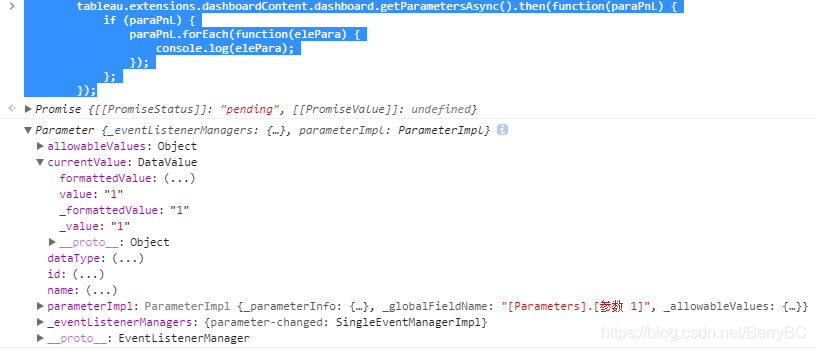 > tableau.extensions.dashboardContent.dashboard.getParametersAsync().then(function(paraPnL) {
if (paraPnL) {
paraPnL.forEach(function(elePara) {
console.log(elePara);
});
};
});
Promise {[[PromiseStatus]]: "pending", [[PromiseValue]]: undefined}
Parameter {_eventListenerManagers: {…}, parameterImpl: ParameterImpl}
allowableValues: Object
currentValue: DataValue
formattedValue: (...)
value: "1"
_formattedValue: "1"
_value: "1"
__proto__: Object
dataType: (...)
id: (...)
name: (...)
parameterImpl: ParameterImpl {_parameterInfo: {…}, _globalFieldName: "[Parameters].[参数 1]", _allowableValues: {…}}
_eventListenerManagers: {parameter-changed: SingleEventManagerImpl}
__proto__: EventListenerManager
https://blog.csdn.net/BerryBC